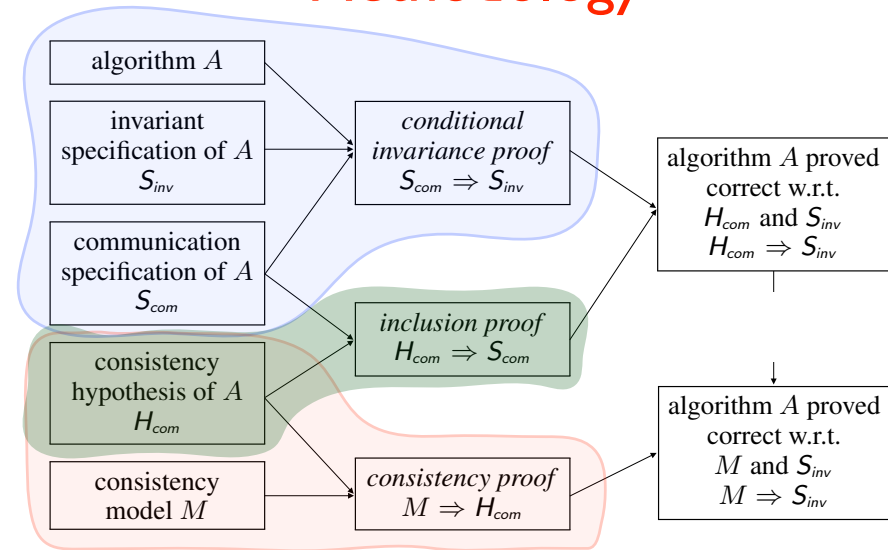 Methodology
algorithm A
invariant
specification of A
S_inv
communication
specification of A
S_com
consistency
hypothesis of A
H_com
consistency
model M
conditional
invariance proof
S_com ⇒ S_inv
inclusion proof
H_com ⇒ S_com
consistency proof
M ⇒ H_com
algorithm A proved
correct w.r.t.
H_com and S_inv
H_com ⇒ S_inv
algorithm A proved
correct w.r.t.
M and S_inv
M ⇒ S_inv